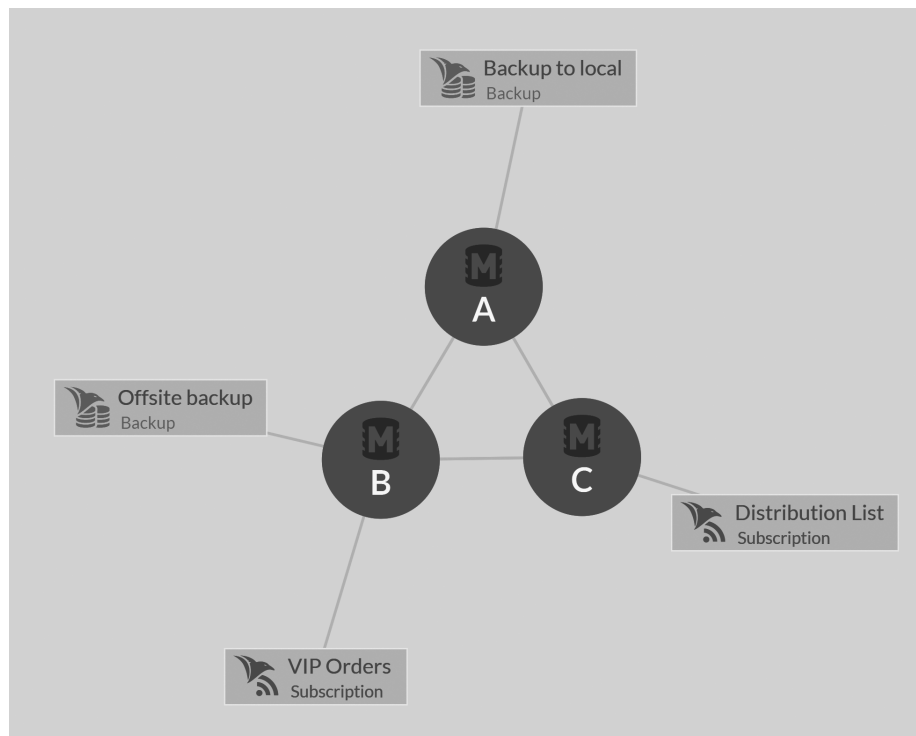 Backup to local
Backup
M
A
Offsite backup
Backup
M
B
M
C
Distribution List
Subscription
VIP Orders
Subscription